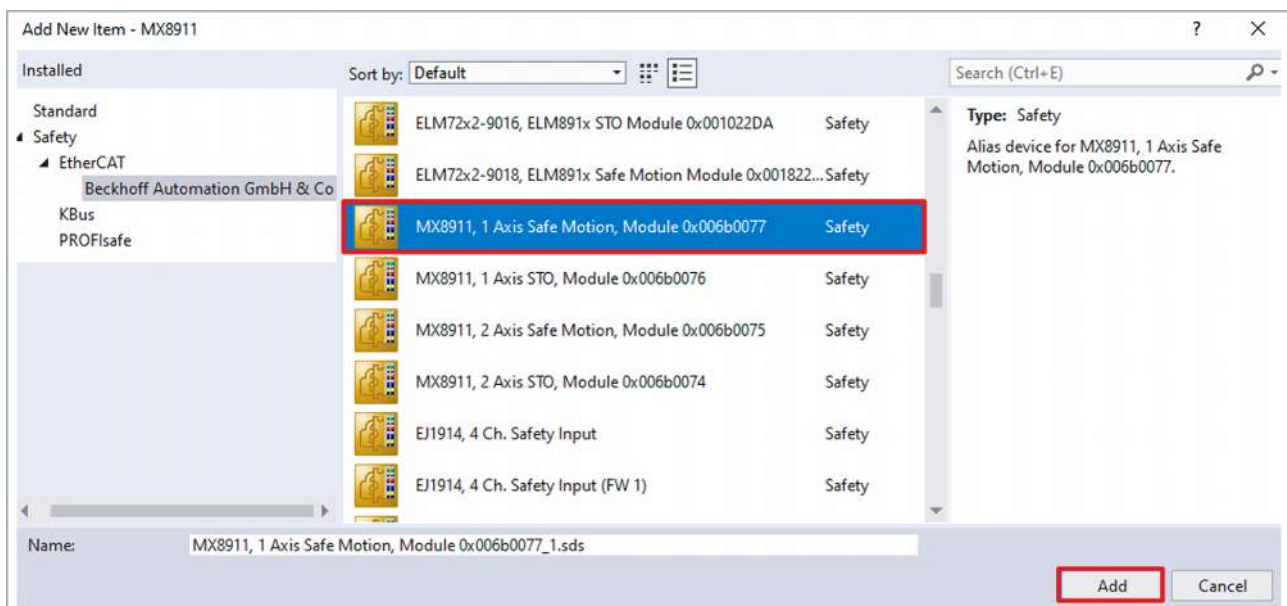 Add New Item - MX8911
?
Installed
Sort by: Default
Search (Ctrl+E)
Standard
Safety
EtherCAT
Beckhoff Automation GmbH & Co
KBus
PROFIsafe
ELM72x2-9016, ELM891x STO Module 0x001022DA Safety
ELM72x2-9018, ELM891x Safe Motion Module 0x001822... Safety
MX8911, 1 Axis Safe Motion, Module 0x006b0077 Safety
MX8911, 1 Axis STO, Module 0x006b0076 Safety
MX8911, 2 Axis Safe Motion, Module 0x006b0075 Safety
MX8911, 2 Axis STO, Module 0x006b0074 Safety
EJ1914, 4 Ch. Safety Input Safety
EJ1914, 4 Ch. Safety Input (FW 1) Safety
Type: Safety
Alias device for MX8911, 1 Axis Safe
Motion, Module 0x006b0077.
Name: MX8911, 1 Axis Safe Motion, Module 0x006b0077_1.sds
Add Cancel